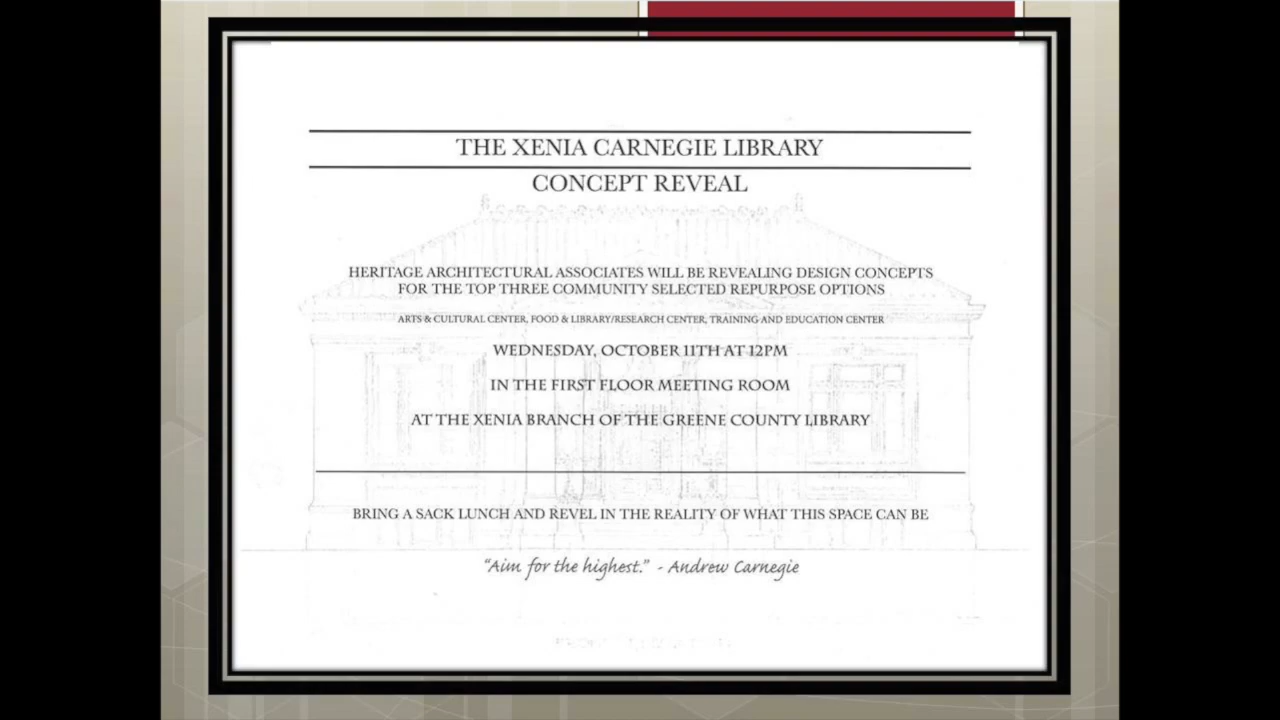 THE XENIA CARNEGIE LIBRARY
CONCEPT REVEAL
HERITAGE ARCHITECTURAL ASSOCIATES WILL BE REVEALING DESIGN CONCEPTS
FOR THE TOP THREE COMMUNITY SELECTED REPURPOSE OPTIONS
ARTS & CULTURAL CENTER, FOOD & LIBRARY/RESEARCH CENTER, TRAINING AND EDUCATION CENTER
WEDNESDAY, OCTOBER 11TH AT 12PM
IN THE FIRST FLOOR MEETING ROOM
AT THE XENIA BRANCH OF THE GREENE COUNTY LIBRARY
BRING A SACK LUNCH AND REVEL IN THE REALITY OF WHAT THIS SPACE CAN BE
"Aim for the highest." - Andrew Carnegie